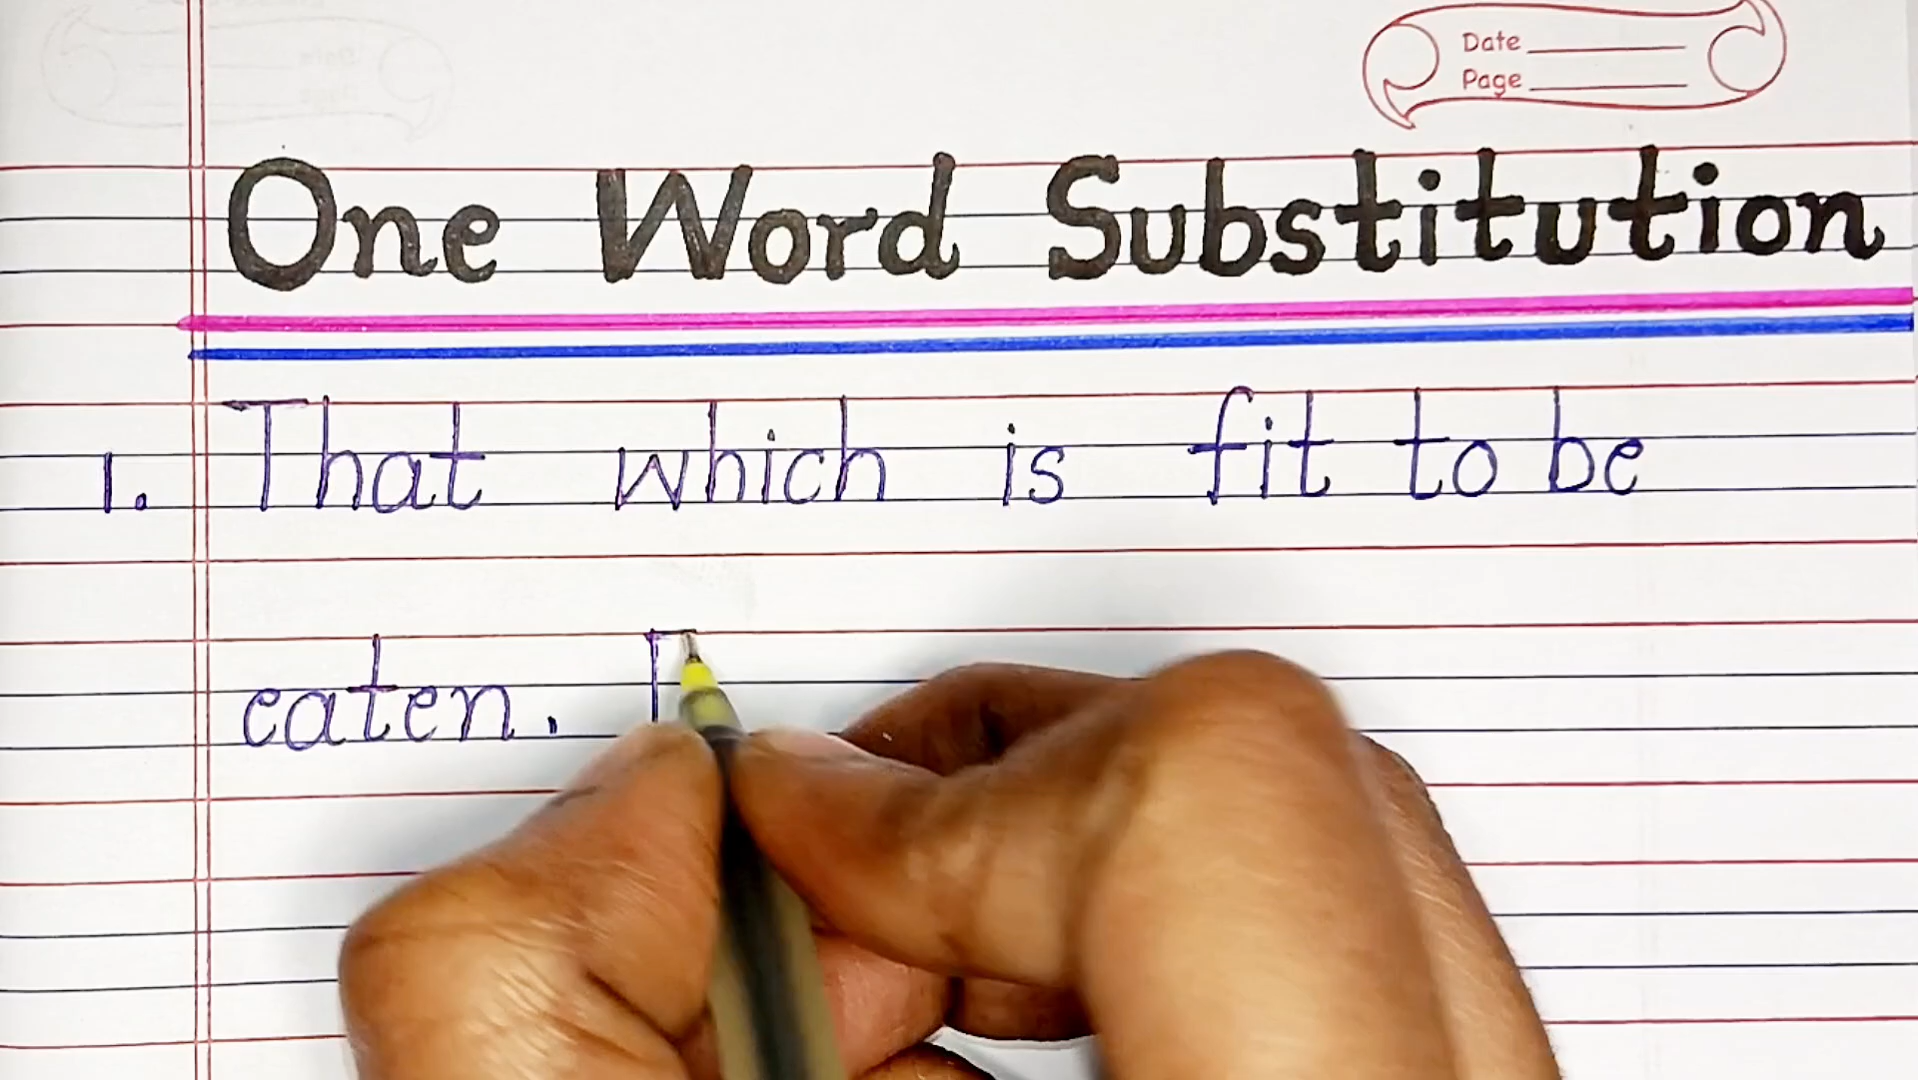 Date
Page
One Word Substitution
1. That which is fit to be
eaten.